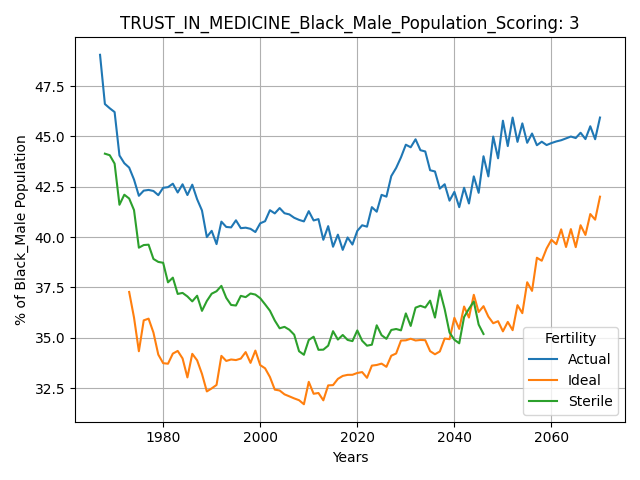 TRUST_IN_MEDICINE_Black_Male_Population_Scoring: 3
% of Black_Male Population
47.5
45.0
42.5
40.0
37.5
35.0
32.5
1980
2000
2020
2040
2060
Years
Fertility
Actual
Ideal
Sterile